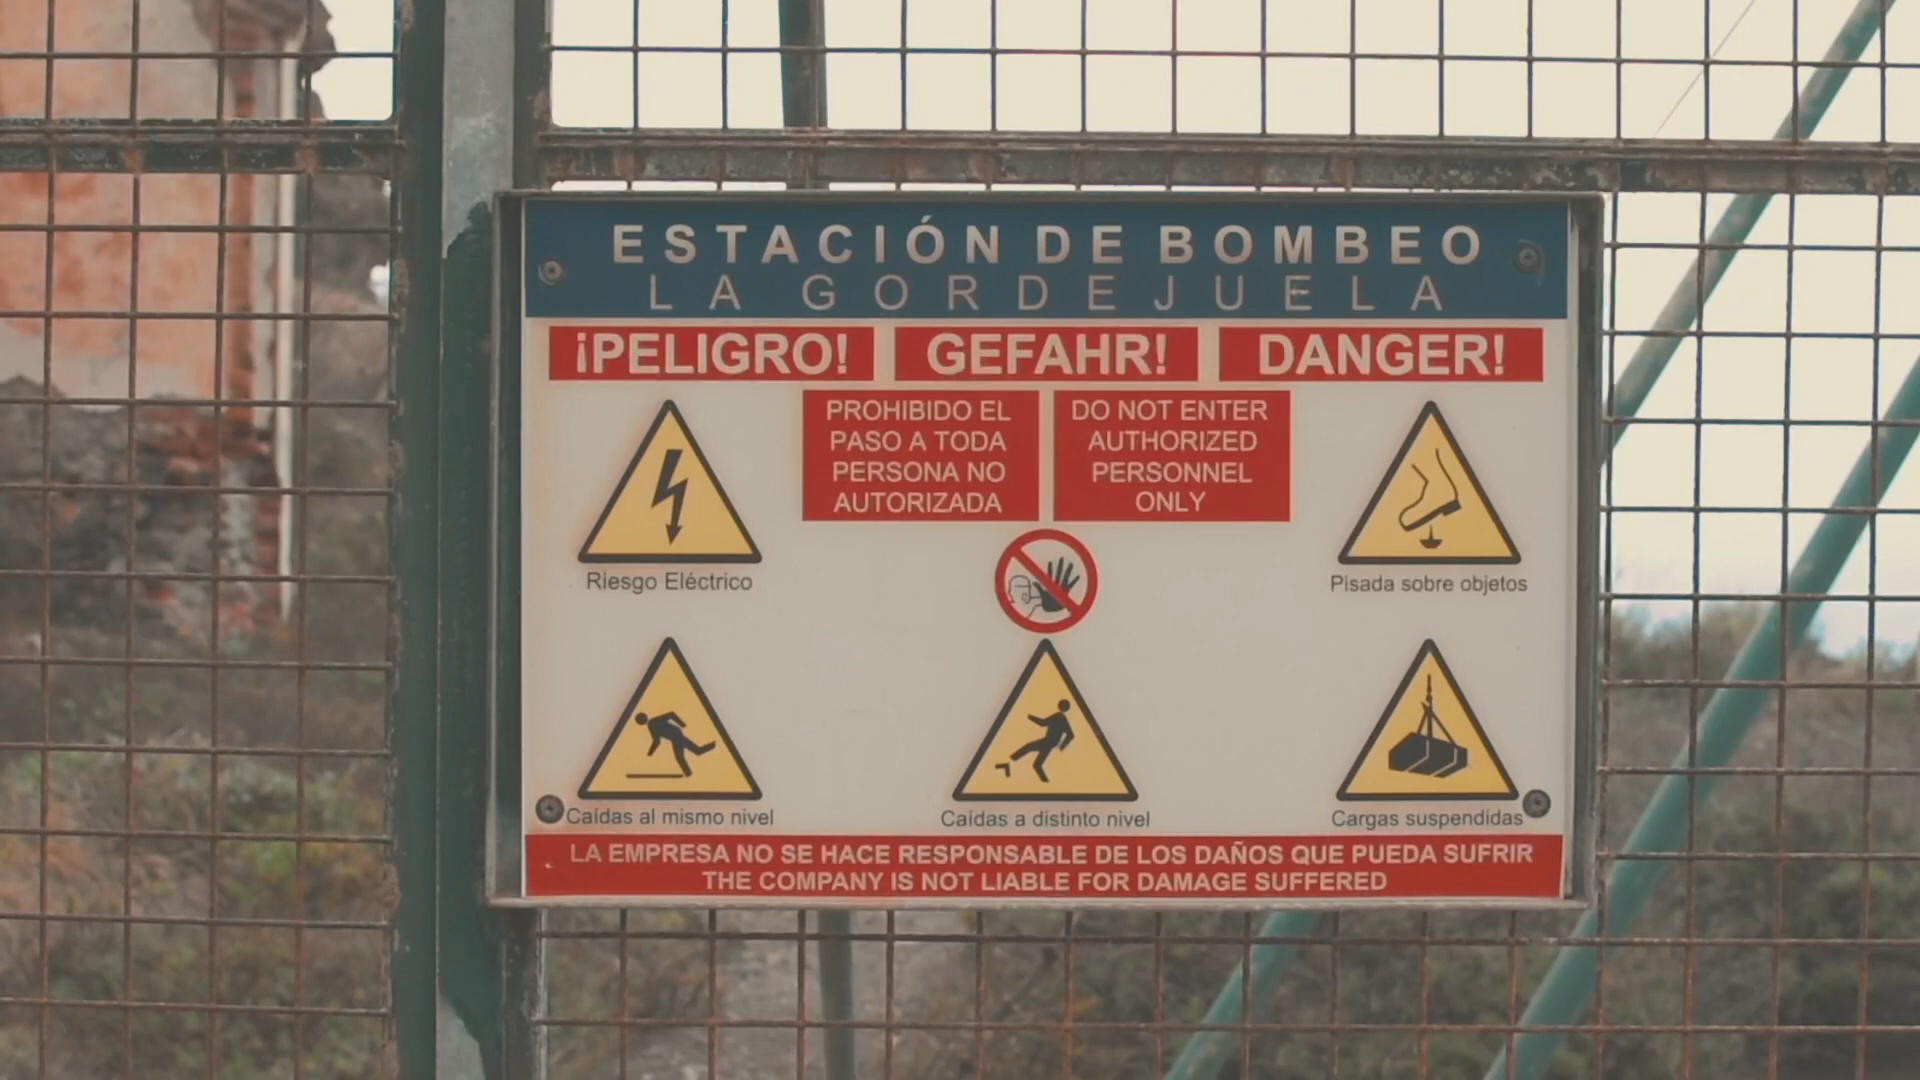 ESTACIÓN DE BOMBEO
LA GORDEJUELA
¡PELIGRO! GEFAHR! DANGER!
PROHIBIDO EL
PASO A TODA
PERSONA NO
AUTORIZADA
DO NOT ENTER
AUTHORIZED
PERSONNEL
ONLY
Riesgo Eléctrico
Pisada sobre objetos
Caídas al mismo nivel
Caídas a distinto nivel
Cargas suspendidas
LA EMPRESA NO SE HACE RESPONSABLE DE LOS DAÑOS QUE PUEDA SUFRIR
THE COMPANY IS NOT LIABLE FOR DAMAGE SUFFERED